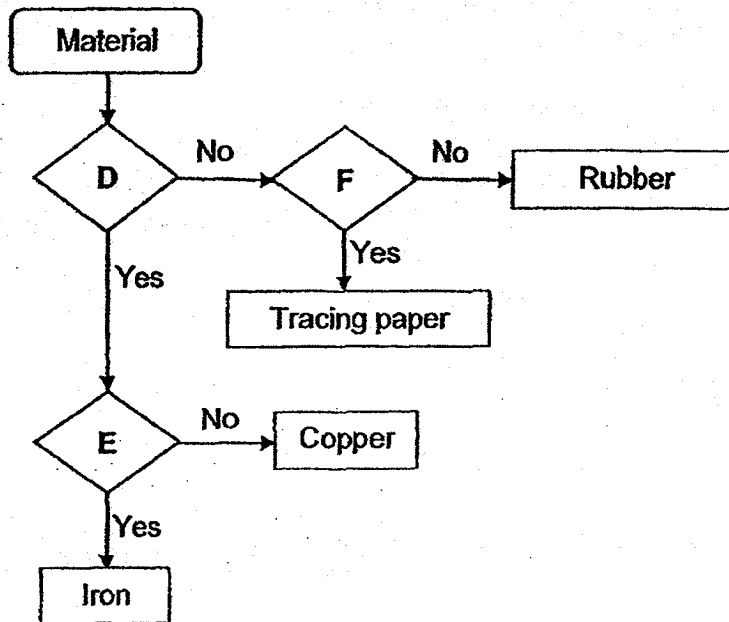 Material
D
No
F
No
Rubber
Yes
Yes
Tracing paper
E
No
Copper
Yes
Iron